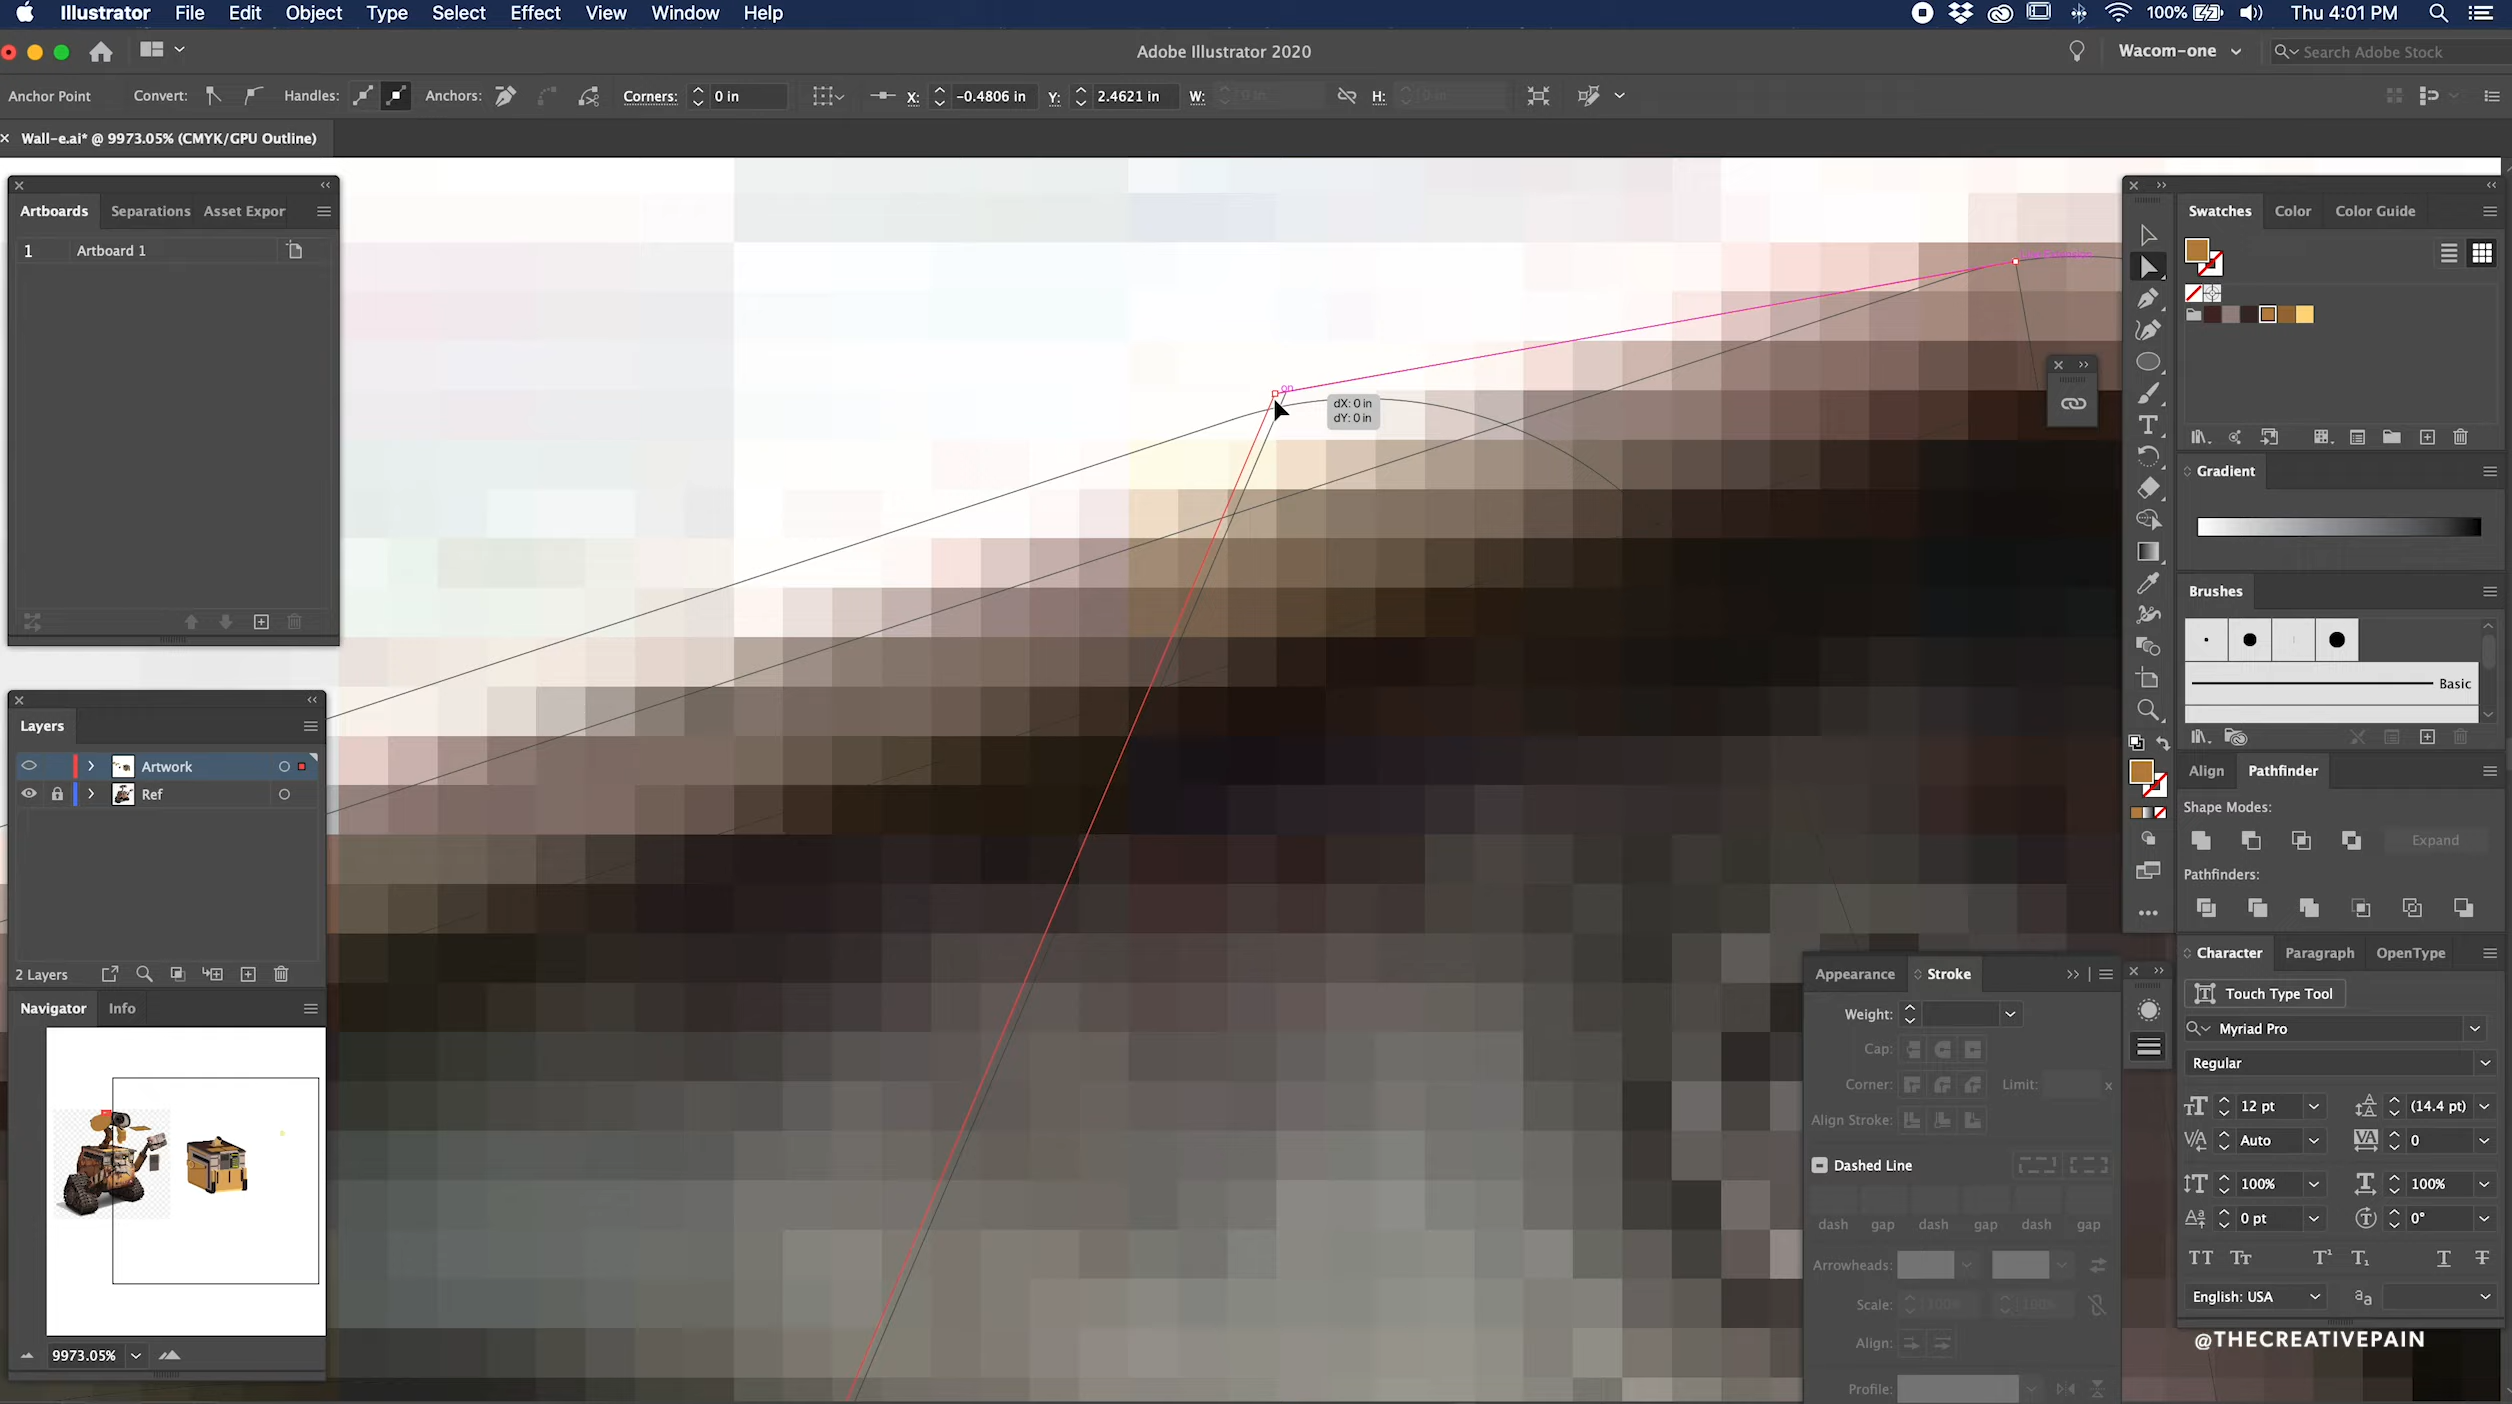 Illustrator File Edit Object Type Select Effect View Window Help
100% Thu 4:01 PM
Adobe Illustrator 2020
Wacom-one
Search Adobe Stock
Anchor Point Convert: Handles: Anchors: Corners: 0 in X: -0.4806 in Y: 2.4621 in W: 0 in H: 0 in
Wall-e.ai* @ 9973.05% (CMYK/GPU Outline)
Artboards Separations Asset Expor
1 Artboard 1
dX: 0 in
dY: 0 in
Layers
Artwork
Ref
2 Layers
Navigator Info
9973.05%
Swatches Color Color Guide
Gradient
Brushes
Basic
Align Pathfinder
Shape Modes:
Expand
Pathfinders:
Appearance Stroke
Weight:
Cap:
Corner: Limit: x
Align Stroke:
Dashed Line
dash gap dash gap dash gap
Arrowheads:
Scale: 100% 100%
Align:
Profile:
Character Paragraph OpenType
Touch Type Tool
Myriad Pro
Regular
12 pt (14.4 pt)
Auto 0
100% 100%
0 pt 0°
English: USA
@THECREATIVEPAIN